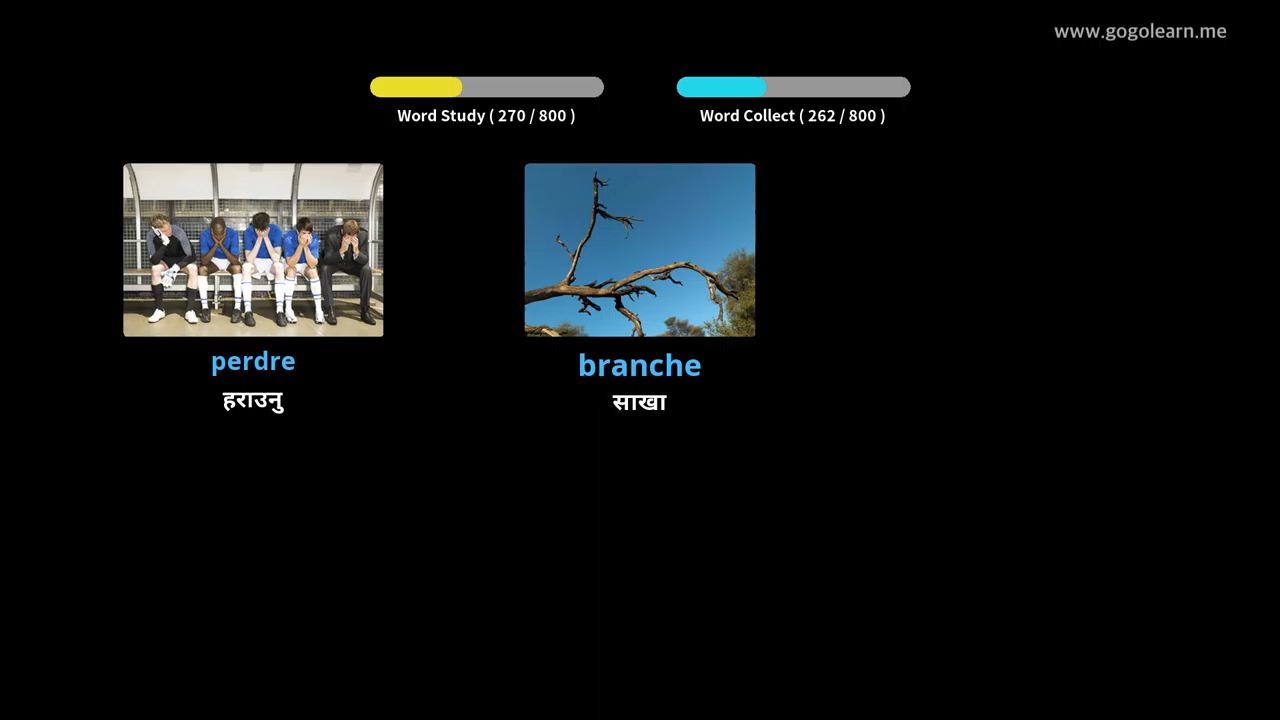 www.gogolearn.me
Word Study ( 270 / 800 )
Word Collect ( 262 / 800 )
perdre
हराउनु
branche
साखा